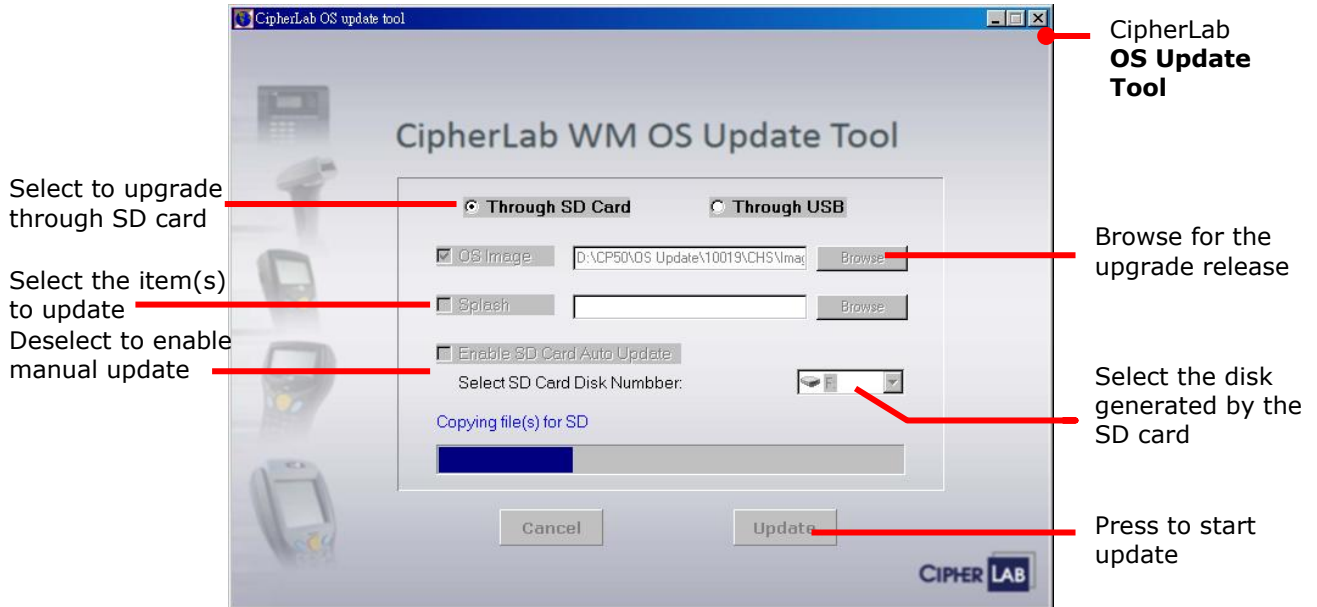 CipherLab OS update tool
CipherLab
OS Update
Tool
CipherLab WM OS Update Tool
Select to upgrade
through SD card
Through SD Card
Through USB
OS Image
D:\CP50\OS Update\10019\CHS\Imag
Browse
Browse for the
upgrade release
Select the item(s)
to update
Splash
Browse
Deselect to enable
manual update
Enable SD Card Auto Update
Select SD Card Disk Numbber:
F:
Select the disk
generated by the
SD card
Copying file(s) for SD
Cancel
Update
Press to start
update
CIPHER LAB